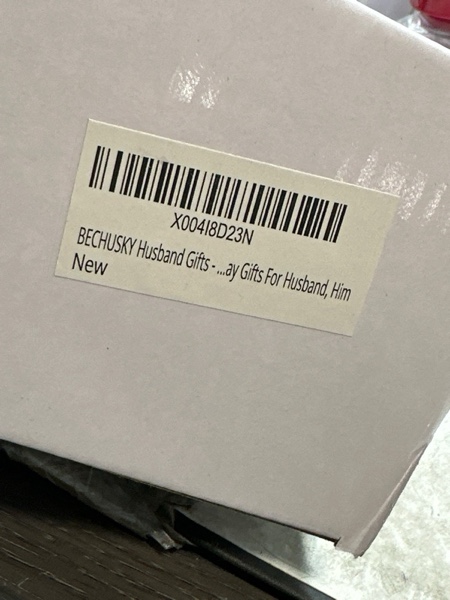 X004I8D23N
BECHUSKY Husband Gifts - ...ay Gifts For Husband, Him
New